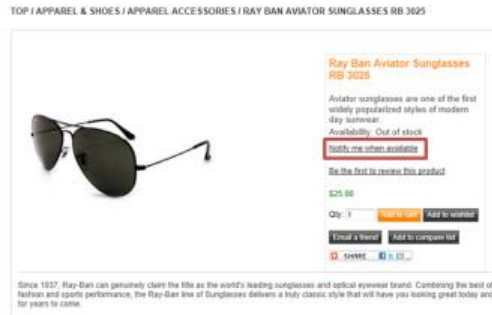 TOP / APPAREL & SHOES / APPAREL ACCESSORIES / RAY BAN AVIATOR SUNGLASSES RB 3025
Ray Ban Aviator Sunglasses
RB 3025
Aviator sunglasses are one of the first
widely popularized styles of modern
day sunwear.
Availability: Out of stock
Notify me when available
Be the first to review this product
$25.00
Qty: 1 Add to cart Add to wishlist
Email a friend Add to compare list
SHARE
Since 1937, Ray-Ban can genuinely claim the title as the world's leading sunglasses and optical eyewear brand. Combining the best of
fashion and sports performance, the Ray-Ban line of Sunglasses delivers a truly classic style that will have you looking great today and
for years to come.